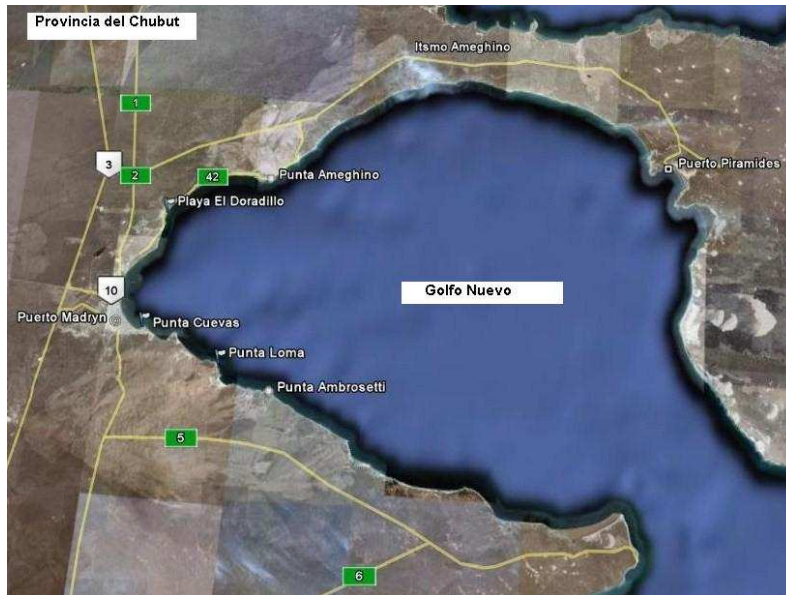 Provincia del Chubut
Itsmo Ameghino
1
3
2
42
Punta Ameghino
Puerto Piramides
Playa El Doradillo
10
Golfo Nuevo
Puerto Madryn
Punta Cuevas
Punta Loma
Punta Ambrosetti
5
6